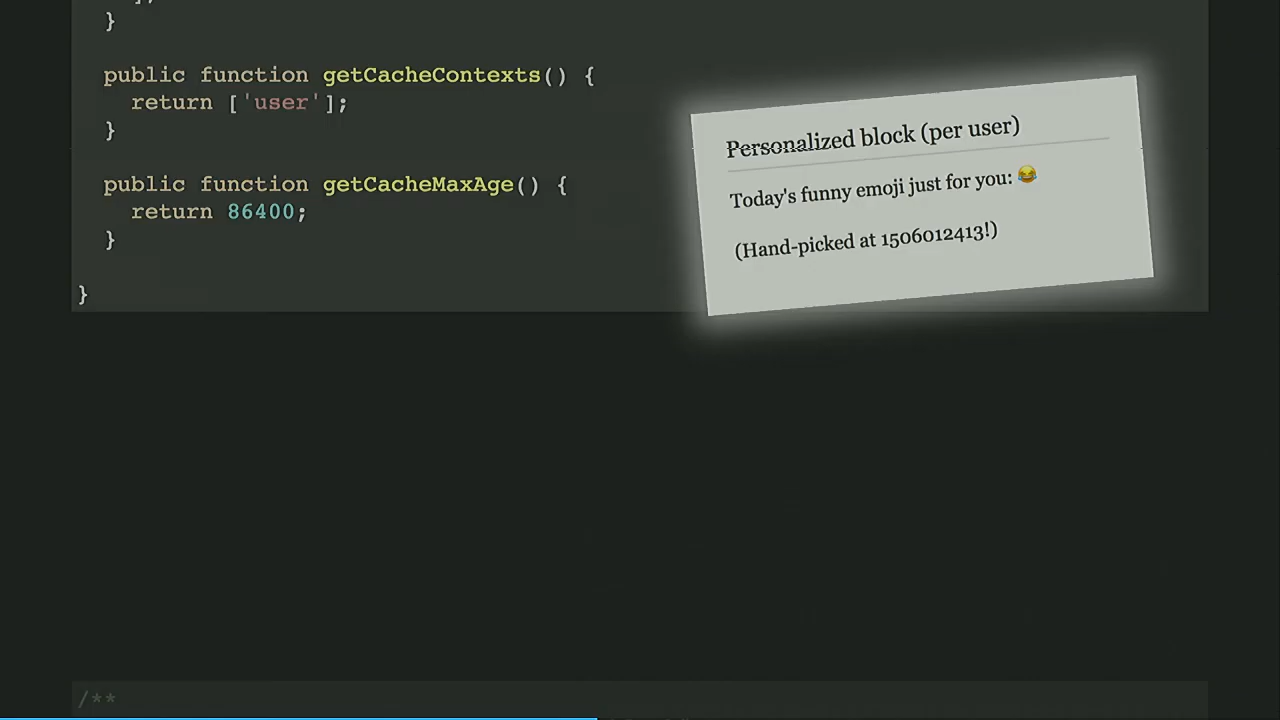 }
public function getCacheContexts() {
return ['user'];
}
public function getCacheMaxAge() {
return 86400;
}
}
Personalized block (per user)
Today's funny emoji just for you: 😂
(Hand-picked at 1506012413!)
/**